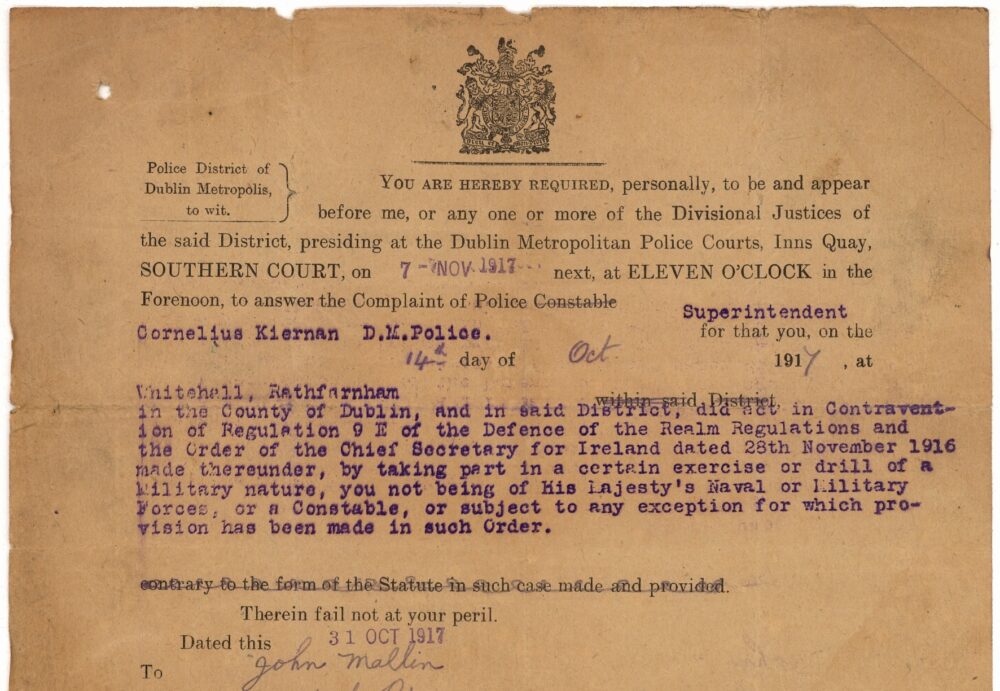 Police District of
Dublin Metropolis,
to wit.
YOU ARE HEREBY REQUIRED, personally, to be and appear
before me, or any one or more of the Divisional Justices of
the said District, presiding at the Dublin Metropolitan Police Courts, Inns Quay,
SOUTHERN COURT, on 7 - NOV 1917 next, at ELEVEN O'CLOCK in the
Forenoon, to answer the Complaint of Police Constable
Superintendent
Cornelius Kiernan D.M.Police. for that you, on the
14th day of Oct. 1917, at
Whitehall, Rathfarnham
within said District,
in the County of Dublin, and in said District, did act in Contravent-
ion of Regulation 9 E of the Defence of the Realm Regulations and
the Order of the Chief Secretary for Ireland dated 28th November 1916
made thereunder, by taking part in a certain exercise or drill of a
Military nature, you not being of His Majesty's Naval or Military
Forces, or a Constable, or subject to any exception for which pro-
vision has been made in such Order.
contrary to the form of the Statute in such case made and provided.
Therein fail not at your peril.
Dated this 31 OCT 1917
To John Mallin